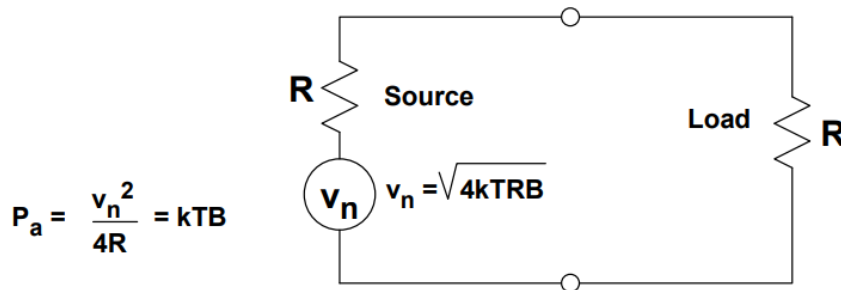 R
Source
Load
R
vₙ
vₙ = √4kTRB
Pₐ = vₙ²/4R = kTB